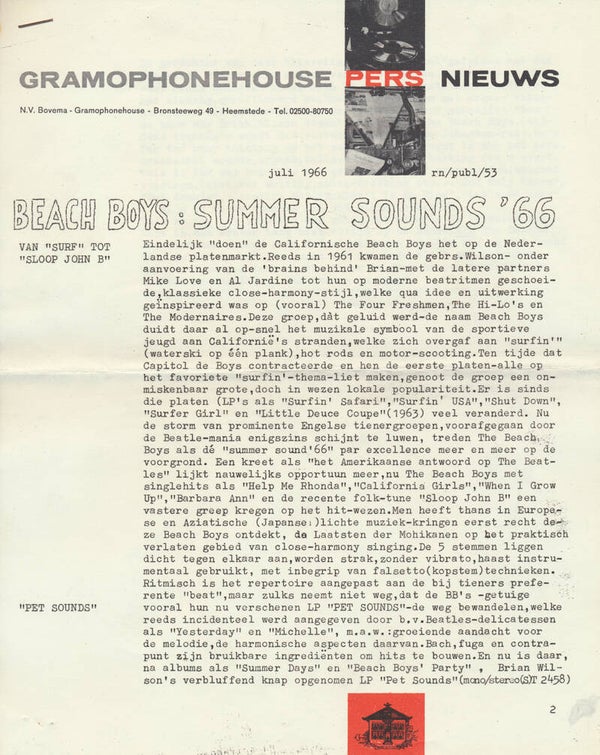 GRAMOPHONEHOUSE PERS NIEUWS
N.V. Bovema - Gramophonehouse - Bronsteeweg 49 - Heemstede - Tel. 02500-80750
juli 1966 rn/publ/53
BEACH BOYS : SUMMER SOUNDS '66
VAN "SURF" TOT
"SLOOP JOHN B"
Eindelijk "doen" de Californische Beach Boys het op de Neder-
landse platenmarkt.Reeds in 1961 kwamen de gebrs.Wilson- onder
aanvoering van de 'brains behind' Brian-met de latere partners
Mike Love en Al Jardine tot hun op moderne beatritmen geschoei-
de,klassieke close-harmony-stijl,welke qua idee en uitwerking
geïnspireerd was op (vooral) The Four Freshmen,The Hi-Lo's en
The Modernaires.Deze groep,dàt geluid werd-de naam Beach Boys
duidt daar al op-snel het muzikale symbool van de sportieve
jeugd aan Californië's stranden,welke zich overgaf aan "surfin'"
(waterski op één plank),hot rods en motor-scooting.Ten tijde dat
Capitol de Boys contracteerde en hen de eerste platen-alle op
het favoriete "surfin'-thema-liet maken,genoot de groep een on-
miskenbaar grote,doch in wezen lokale populariteit.Er is sinds
die platen (LP's als "Surfin' Safari","Surfin' USA","Shut Down",
"Surfer Girl" en "Little Deuce Coupe"(1963) veel veranderd. Nu
de storm van prominente Engelse tienergroepen,voorafgegaan door
de Beatle-mania enigszins schijnt te luwen, treden The Beach
Boys als dé "summer sound'66" par excellence meer en meer op de
voorgrond. Een kreet als "het Amerikaanse antwoord op The Beat-
les" lijkt nauwelijks opportuun meer,nu The Beach Boys met
singlehits als "Help Me Rhonda","California Girls","When I Grow
Up","Barbara Ann" en de recente folk-tune "Sloop John B" een
vastere greep kregen op het hit-wezen.Men heeft thans in Europe-
se en Aziatische (Japanse:)lichte muziek-kringen eerst recht de-
ze Beach Boys ontdekt, de Laatsten der Mohikanen op het praktisch
verlaten gebied van close-harmony singing.De 5 stemmen liggen
dicht tegen elkaar aan,worden strak,zonder vibrato,haast instru-
mentaal gebruikt, met inbegrip van falsetto(kopstem)technieken.
Ritmisch is het repertoire aangepast aan de bij tieners prefe-
rente "beat",maar zulks neemt niet weg,dat de BB's -getuige
"PET SOUNDS"
vooral hun nu verschenen LP "PET SOUNDS"-de weg bewandelen,welke
reeds incidenteel werd aangegeven door b.v.Beatles-delicatessen
als "Yesterday" en "Michelle", m.a.w.:groeiende aandacht voor
de melodie,de harmonische aspecten daarvan.Bach,fuga en contra-
punt zijn bruikbare ingrediënten om hits te bouwen.En nu is daar,
na albums als "Summer Days" en "Beach Boys' Party" , Brian Wil-
son's verbluffend knap opgenomen LP "Pet Sounds"(mono/stereo(S)T 2458)
2